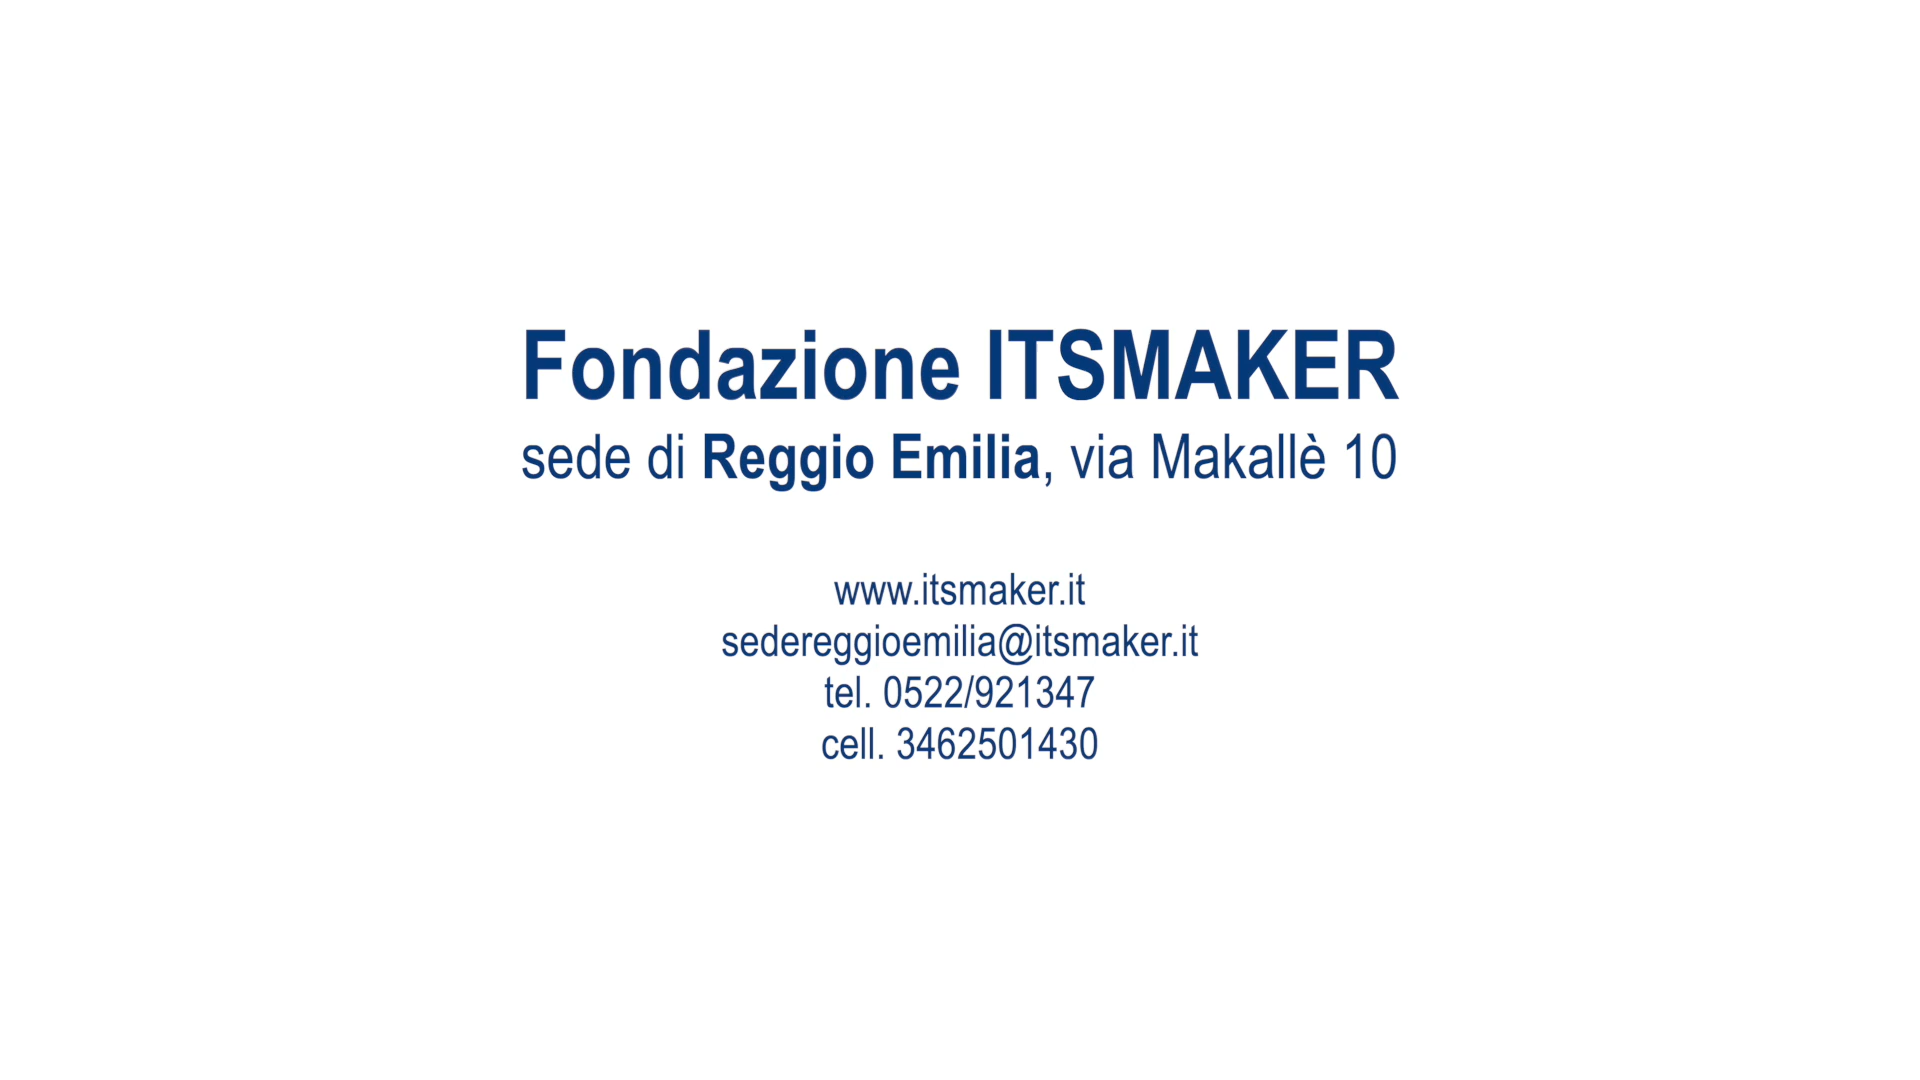 Fondazione ITSMAKER
sede di Reggio Emilia, via Makallè 10
www.itsmaker.it
sedereggioemilia@itsmaker.it
tel. 0522/921347
cell. 3462501430